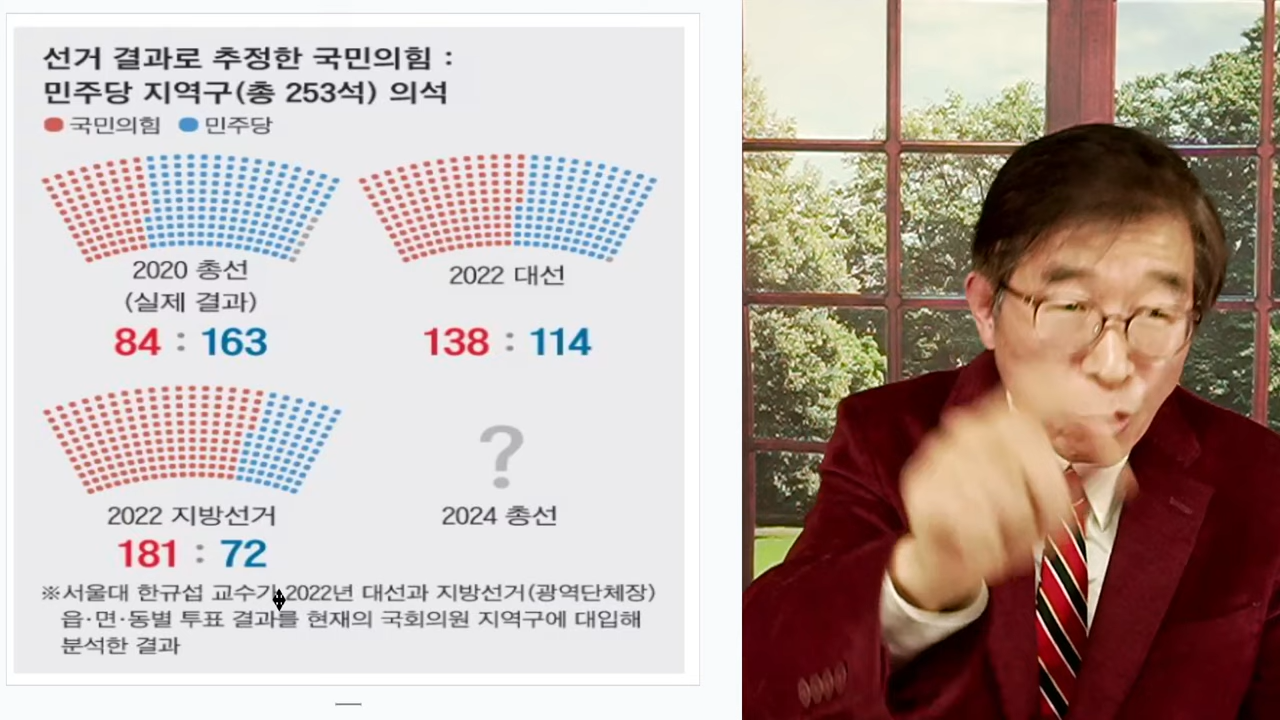 선거 결과로 추정한 국민의힘 :
민주당 지역구(총 253석) 의석
국민의힘 민주당
2020 총선
(실제 결과)
84 : 163
2022 대선
138 : 114
2022 지방선거
181 : 72
?
2024 총선
※서울대 한규섭 교수가 2022년 대선과 지방선거(광역단체장)
읍·면·동별 투표 결과를 현재의 국회의원 지역구에 대입해
분석한 결과